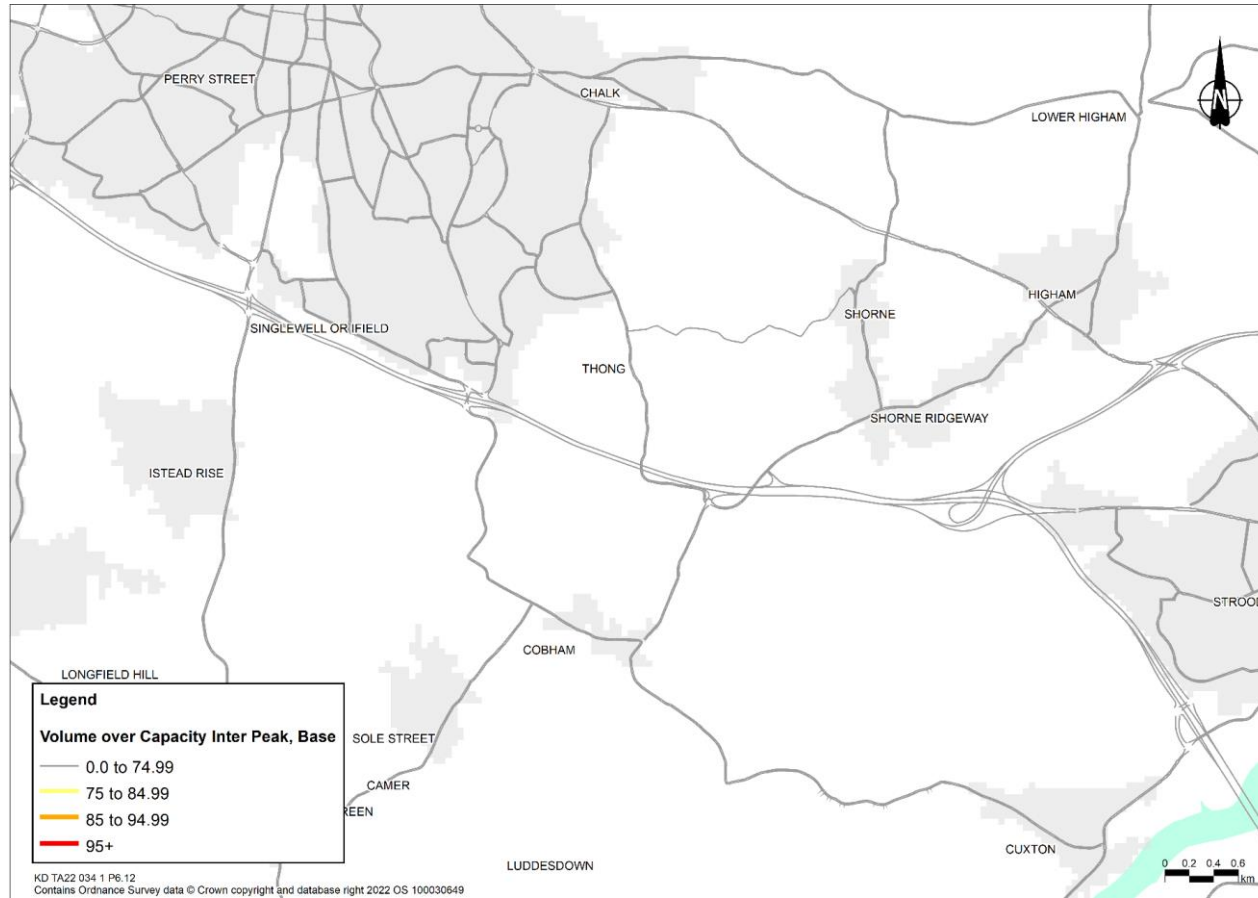 PERRY STREET
CHALK
N
LOWER HIGHAM
HIGHAM
SHORNE
SINGLEWELL OR IFIELD
THONG
SHORNE RIDGEWAY
ISTEAD RISE
STROOD
COBHAM
LONGFIELD HILL
Legend
Volume over Capacity Inter Peak, Base
0.0 to 74.99
75 to 84.99
85 to 94.99
95+
SOLE STREET
CAMER
REEN
LUDDESDOWN
CUXTON
0 0.2 0.4 0.6
km
KD TA22 034 1 P6.12
Contains Ordnance Survey data © Crown copyright and database right 2022 OS 100030649